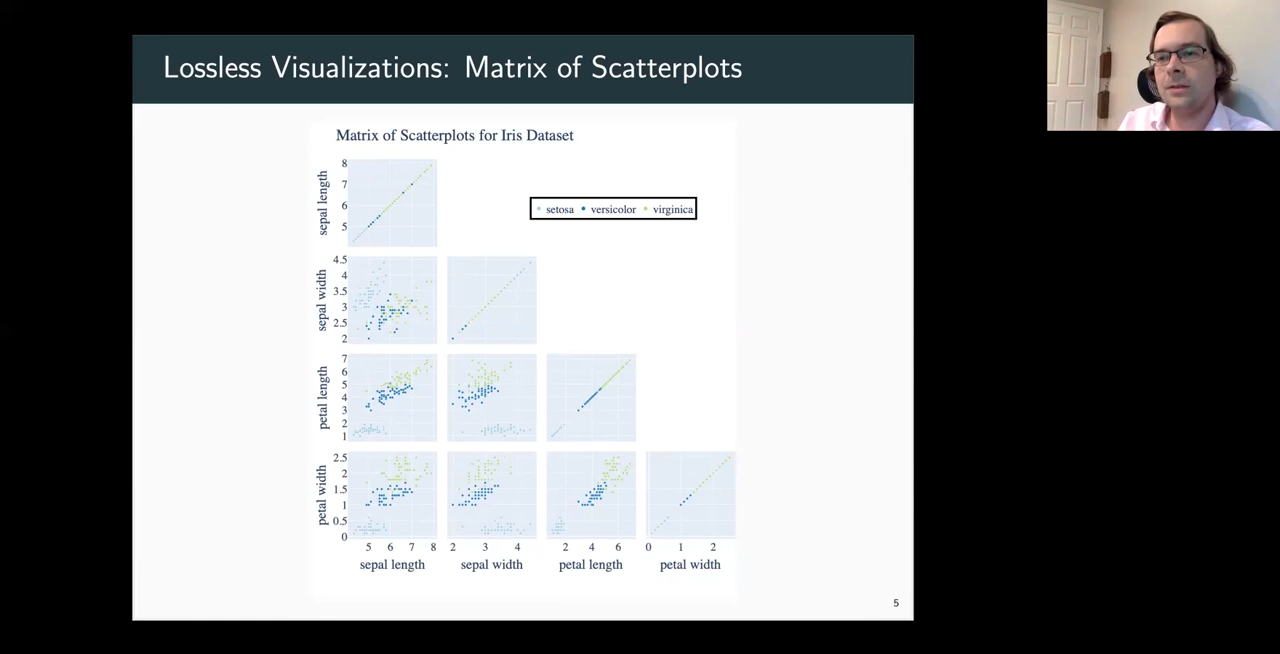 Lossless Visualizations: Matrix of Scatterplots
Matrix of Scatterplots for Iris Dataset
setosa versicolor virginica
sepal length
8
7
6
5
sepal width
4.5
4
3.5
3
2.5
2
petal length
7
6
5
4
3
2
1
petal width
2.5
2
1.5
1
0.5
0
5 6 7 8 2 3 4 2 4 6 0 1 2
sepal length sepal width petal length petal width
5